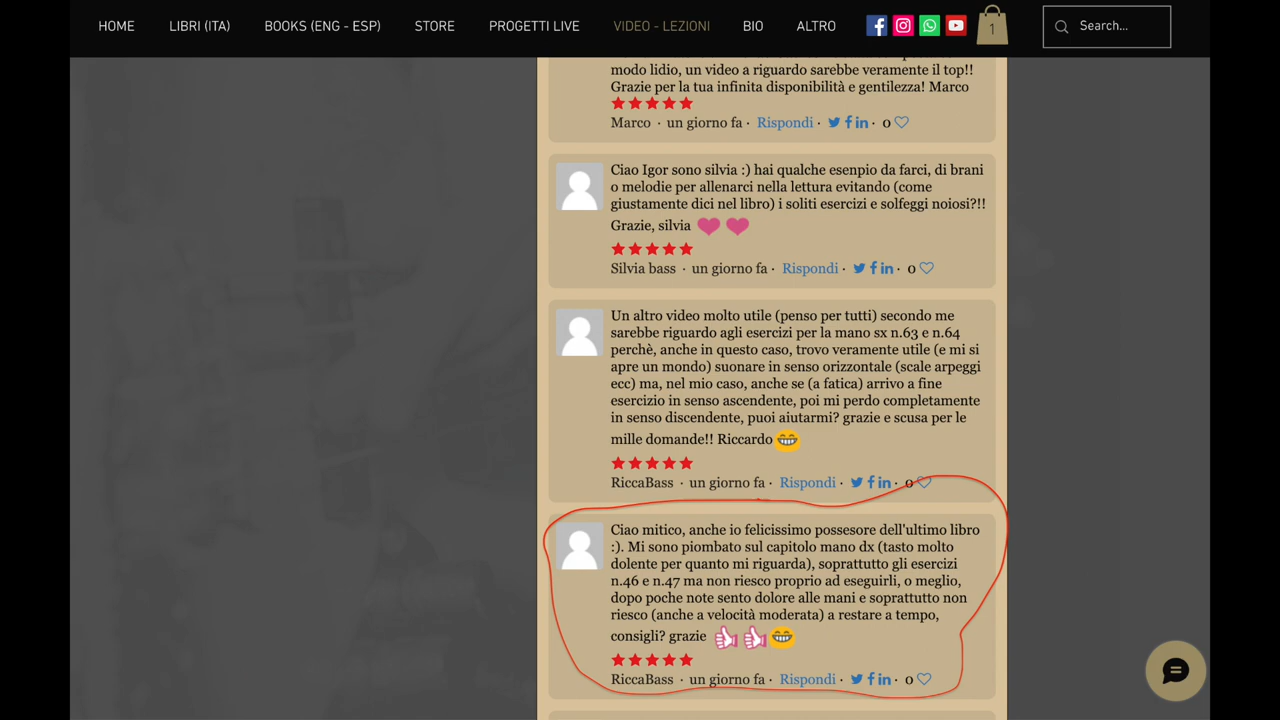 HOME LIBRI (ITA) BOOKS (ENG - ESP) STORE PROGETTI LIVE VIDEO - LEZIONI BIO ALTRO 1 Search...
modo lidio, un video a riguardo sarebbe veramente il top!!
Grazie per la tua infinita disponibilità e gentilezza! Marco
Marco · un giorno fa · Rispondi · 0
Ciao Igor sono silvia :) hai qualche esenpio da farci, di brani
o melodie per allenarci nella lettura evitando (come
giustamente dici nel libro) i soliti esercizi e solfeggi noiosi?!!
Grazie, silvia
Silvia bass · un giorno fa · Rispondi · 0
Un altro video molto utile (penso per tutti) secondo me
sarebbe riguardo agli esercizi per la mano sx n.63 e n.64
perchè, anche in questo caso, trovo veramente utile (e mi si
apre un mondo) suonare in senso orizzontale (scale arpeggi
ecc) ma, nel mio caso, anche se (a fatica) arrivo a fine
esercizio in senso ascendente, poi mi perdo completamente
in senso discendente, puoi aiutarmi? grazie e scusa per le
mille domande!! Riccardo
RiccaBass · un giorno fa · Rispondi · 0
Ciao mitico, anche io felicissimo possesore dell'ultimo libro
:). Mi sono piombato sul capitolo mano dx (tasto molto
dolente per quanto mi riguarda), soprattutto gli esercizi
n.46 e n.47 ma non riesco proprio ad eseguirli, o meglio,
dopo poche note sento dolore alle mani e soprattutto non
riesco (anche a velocità moderata) a restare a tempo,
consigli? grazie
RiccaBass · un giorno fa · Rispondi · 0